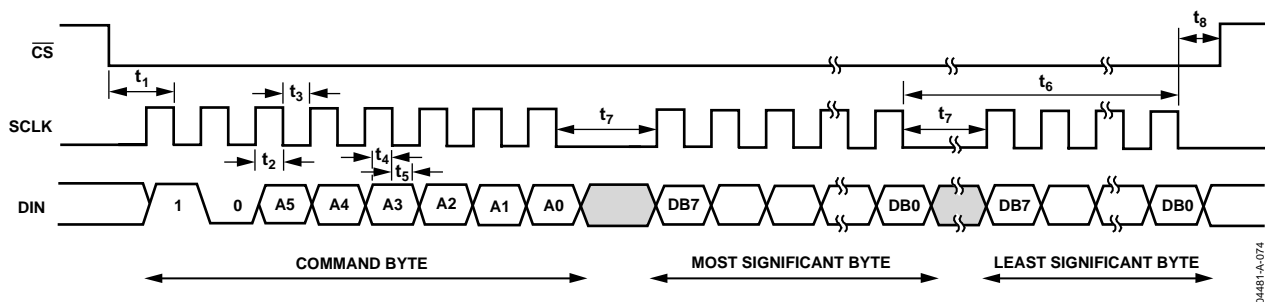 t8
CS
t1
t3
t6
SCLK
t7
t7
t2
t4
t5
DIN
1
0
A5
A4
A3
A2
A1
A0
DB7
DB0
DB7
DB0
COMMAND BYTE
MOST SIGNIFICANT BYTE
LEAST SIGNIFICANT BYTE
04481-A-074